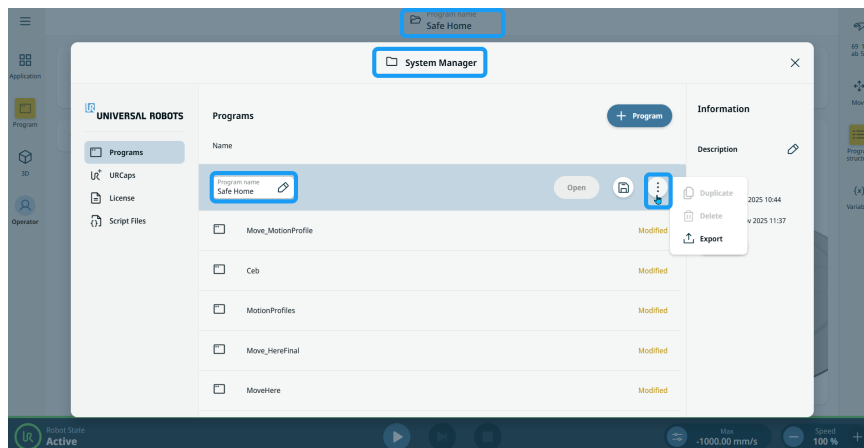 Program name
Safe Home
System Manager
Application
Program
3D
Operator
UNIVERSAL ROBOTS
Programs
URCaps
License
Script Files
Programs
+ Program
Name
Program name
Safe Home
Open
Move_MotionProfile
Modified
Ceb
Modified
MotionProfiles
Modified
Move_HereFinal
Modified
MoveHere
Modified
Information
Description
Duplicate
Delete
Export
2025 10:44
2025 11:37
Robot State
Active
Max
-1000.00 mm/s
Speed
100 %